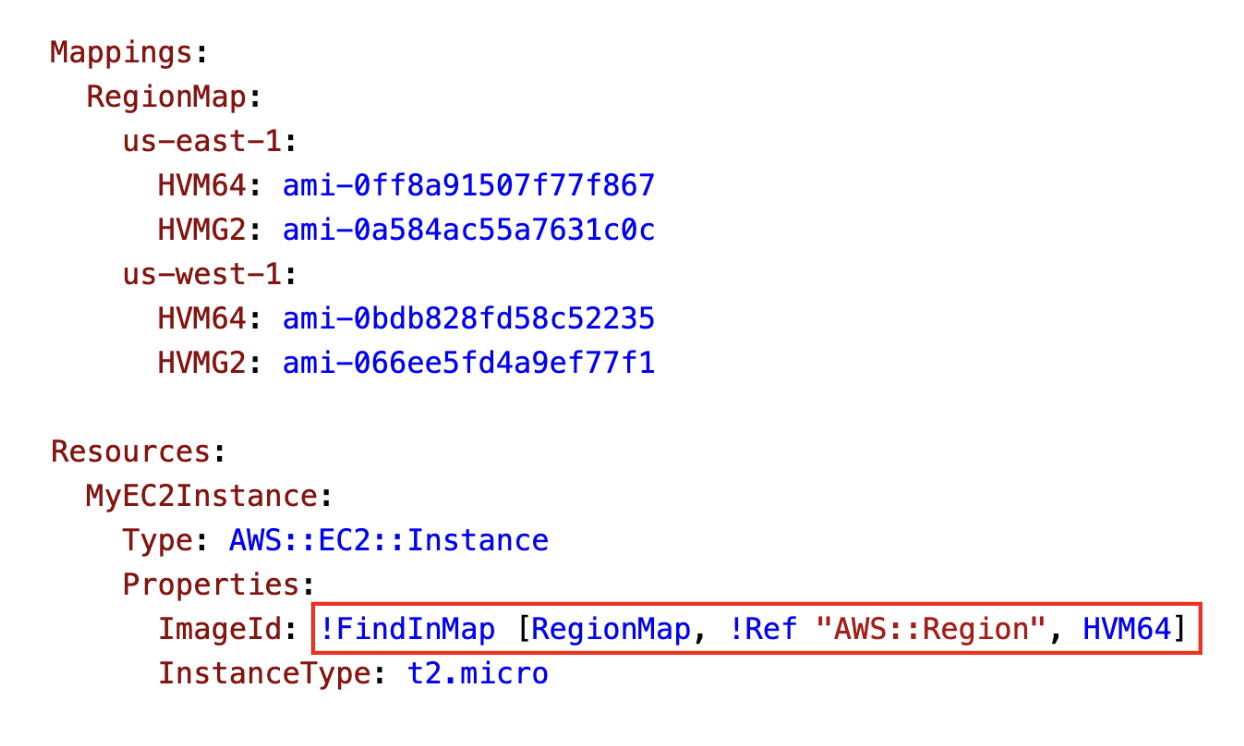 Mappings:
  RegionMap:
    us-east-1:
      HVM64: ami-0ff8a91507f77f867
      HVMG2: ami-0a584ac55a7631c0c
    us-west-1:
      HVM64: ami-0bdb828fd58c52235
      HVMG2: ami-066ee5fd4a9ef77f1

Resources:
  MyEC2Instance:
    Type: AWS::EC2::Instance
    Properties:
      ImageId: !FindInMap [RegionMap, !Ref "AWS::Region", HVM64]
      InstanceType: t2.micro